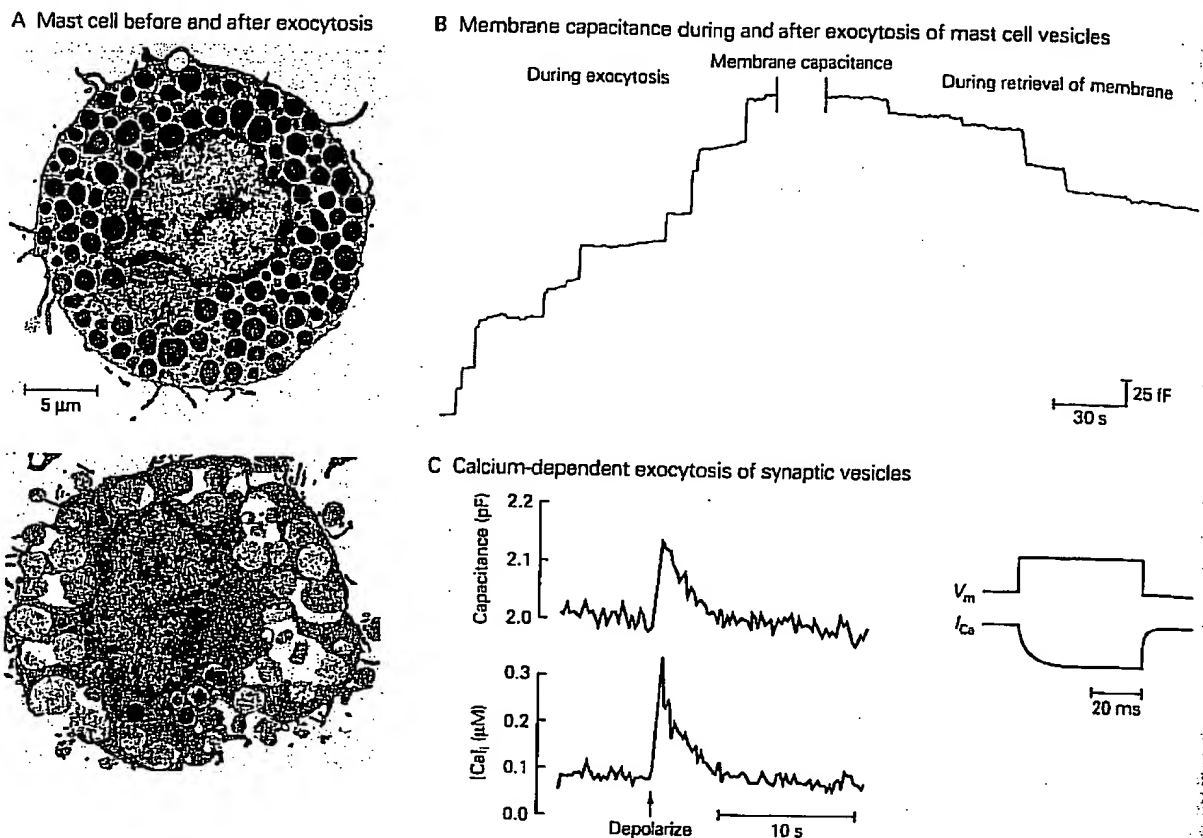 A Mast cell before and after exocytosis
5 µm
B Membrane capacitance during and after exocytosis of mast cell vesicles
During exocytosis
Membrane capacitance
During retrieval of membrane
25 fF
30 s
C Calcium-dependent exocytosis of synaptic vesicles
Capacitance (pF)
2.2
2.1
2.0
[Ca]i (µM)
0.3
0.2
0.1
0.0
Depolarize
10 s
Vm
ICa
20 ms